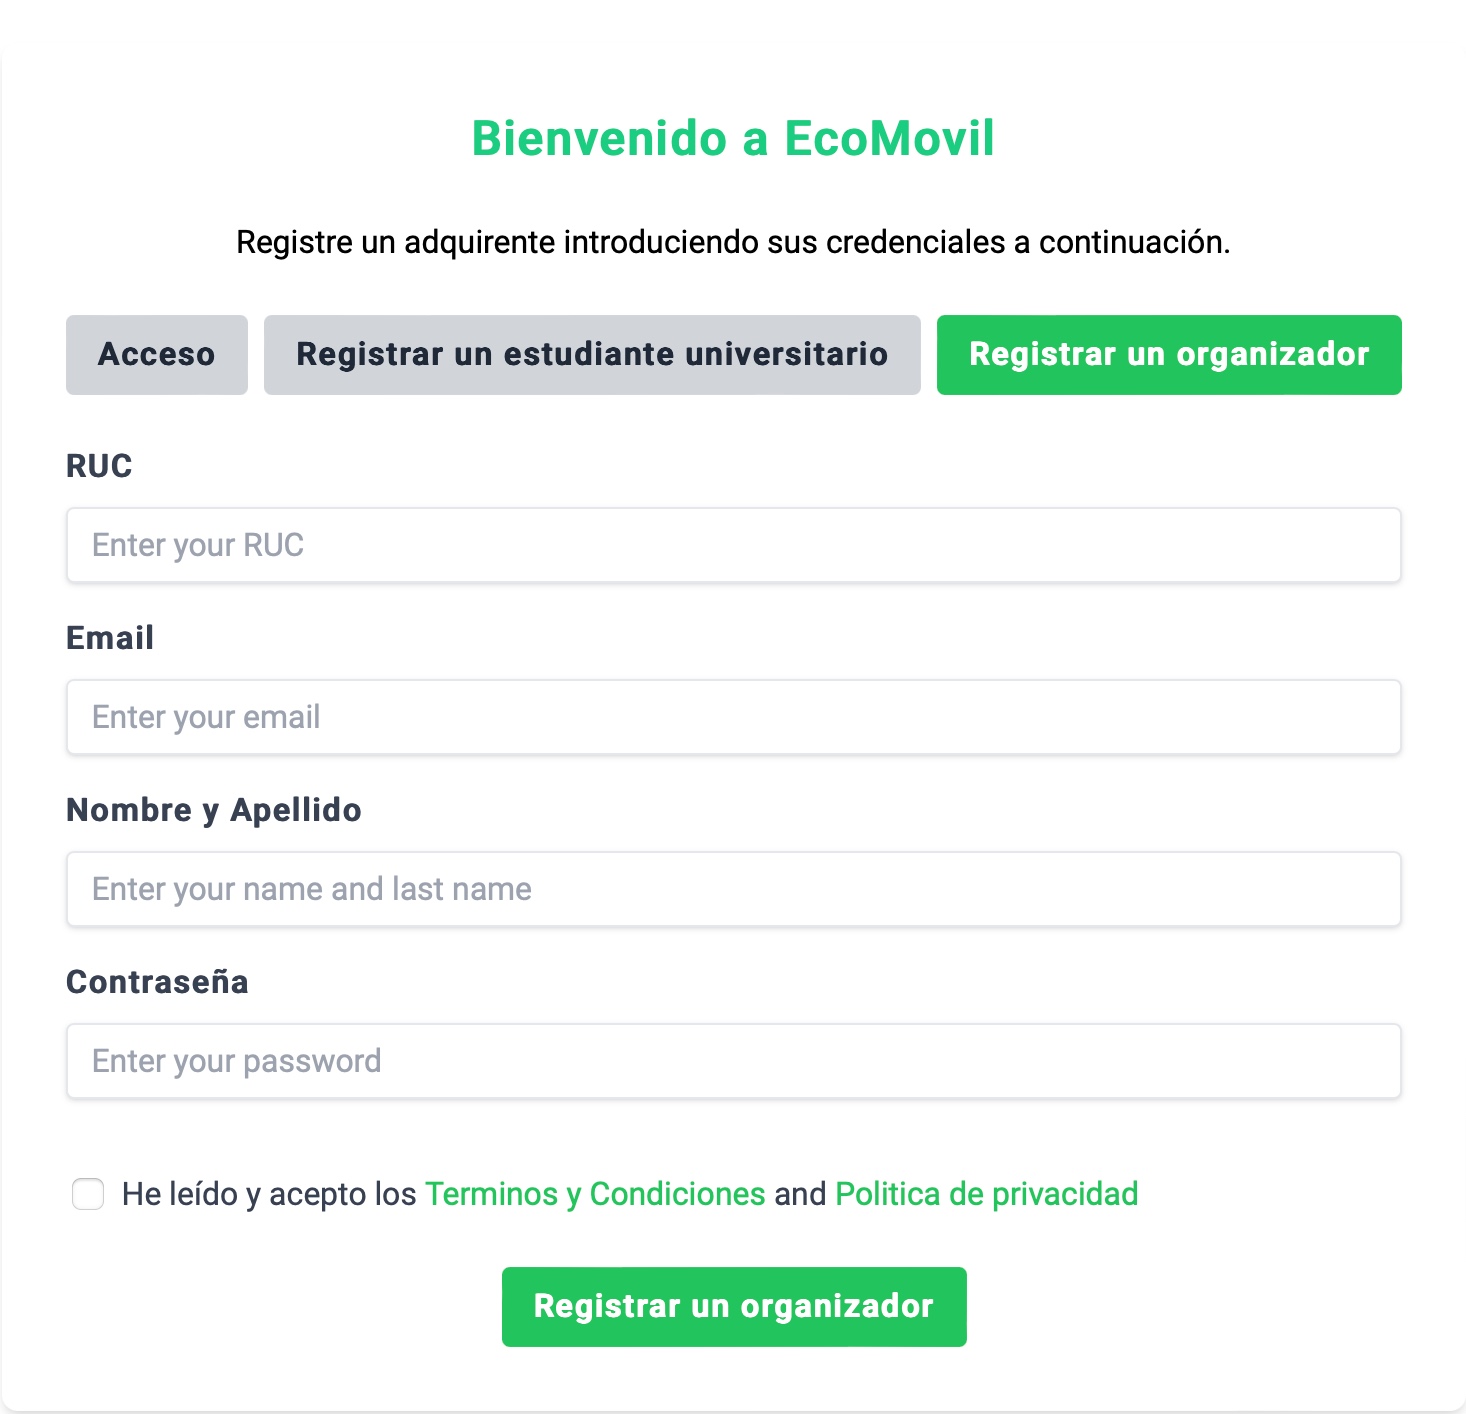 Bienvenido a EcoMovil
Registre un adquirente introduciendo sus credenciales a continuación.
Acceso
Registrar un estudiante universitario
Registrar un organizador
RUC
Enter your RUC
Email
Enter your email
Nombre y Apellido
Enter your name and last name
Contraseña
Enter your password
He leído y acepto los Terminos y Condiciones and Politica de privacidad
Registrar un organizador